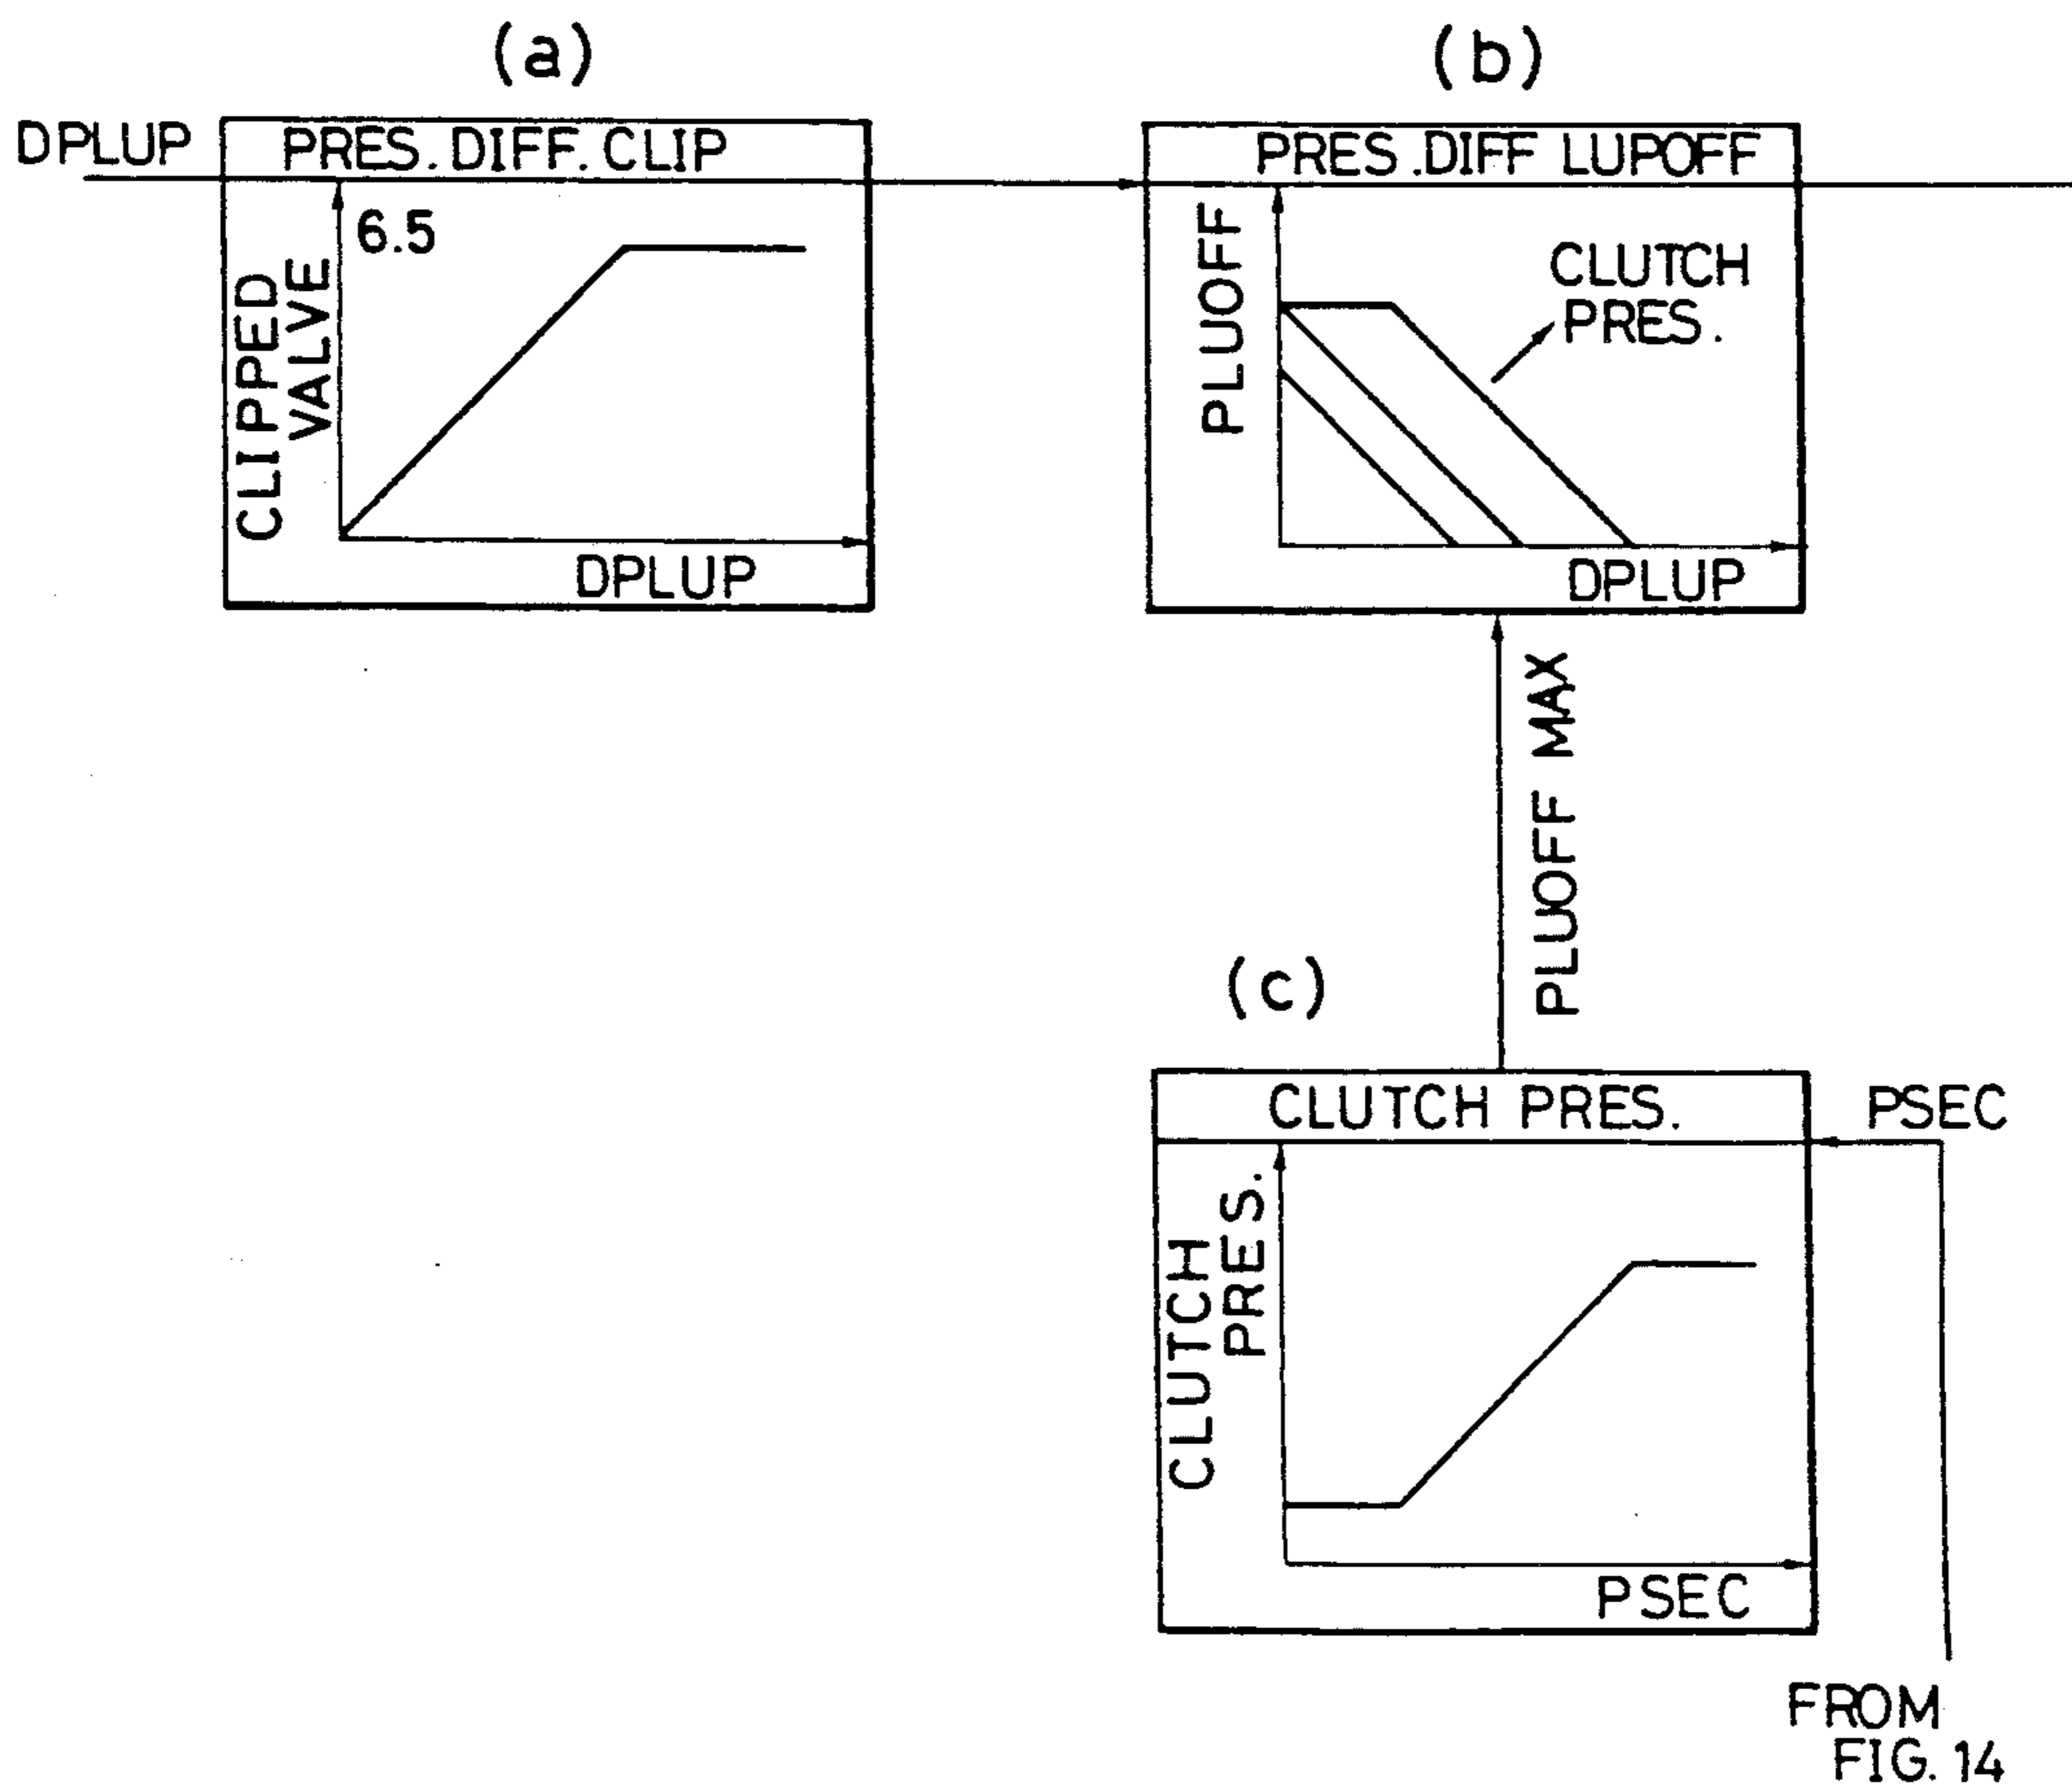 (a)
DPLUP
PRES. DIFF. CLIP
6.5
CLIPPED
VALVE
DPLUP
(b)
PRES. DIFF LUPOFF
PLUOFF
CLUTCH
PRES.
DPLUP
PLUOFF MAX
(c)
CLUTCH PRES.
PSEC
CLUTCH
PRES.
PSEC
FROM
FIG. 14